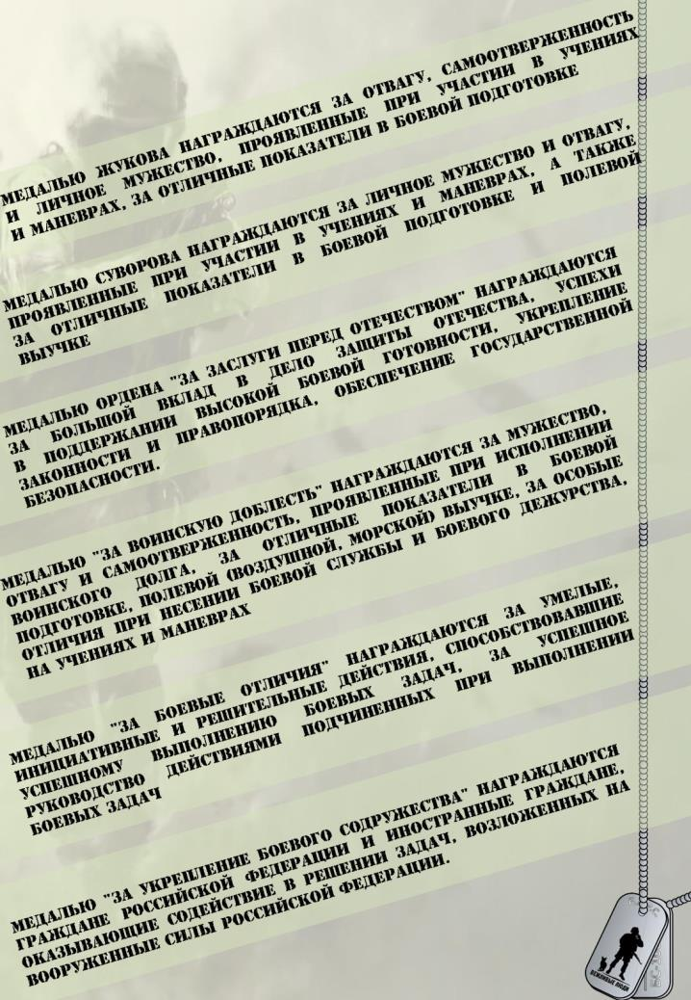 МЕДАЛЬЮ ЖУКОВА НАГРАЖДАЮТСЯ ЗА ОТВАГУ, САМООТВЕРЖЕННОСТЬ
И ЛИЧНОЕ МУЖЕСТВО, ПРОЯВЛЕННЫЕ ПРИ УЧАСТИИ В УЧЕНИЯХ
И МАНЕВРАХ, ЗА ОТЛИЧНЫЕ ПОКАЗАТЕЛИ В БОЕВОЙ ПОДГОТОВКЕ
МЕДАЛЬЮ СУВОРОВА НАГРАЖДАЮТСЯ ЗА ЛИЧНОЕ МУЖЕСТВО И ОТВАГУ,
ПРОЯВЛЕННЫЕ ПРИ УЧАСТИИ В УЧЕНИЯХ И МАНЕВРАХ, А ТАКЖЕ
ЗА ОТЛИЧНЫЕ ПОКАЗАТЕЛИ В БОЕВОЙ ПОДГОТОВКЕ И ПОЛЕВОЙ
ВЫУЧКЕ
МЕДАЛЬЮ ОРДЕНА "ЗА ЗАСЛУГИ ПЕРЕД ОТЕЧЕСТВОМ" НАГРАЖДАЮТСЯ
ЗА БОЛЬШОЙ ВКЛАД В ДЕЛО ЗАЩИТЫ ОТЕЧЕСТВА, УСПЕХИ
В ПОДДЕРЖАНИИ ВЫСОКОЙ БОЕВОЙ ГОТОВНОСТИ, УКРЕПЛЕНИЕ
ЗАКОННОСТИ И ПРАВОПОРЯДКА, ОБЕСПЕЧЕНИЕ ГОСУДАРСТВЕННОЙ
БЕЗОПАСНОСТИ.
МЕДАЛЬЮ "ЗА ВОИНСКУЮ ДОБЛЕСТЬ" НАГРАЖДАЮТСЯ ЗА МУЖЕСТВО,
ОТВАГУ И САМООТВЕРЖЕННОСТЬ, ПРОЯВЛЕННЫЕ ПРИ ИСПОЛНЕНИИ
ВОИНСКОГО ДОЛГА, ЗА ОТЛИЧНЫЕ ПОКАЗАТЕЛИ В БОЕВОЙ
ПОДГОТОВКЕ, ПОЛЕВОЙ (ВОЗДУШНОЙ, МОРСКОЙ) ВЫУЧКЕ, ЗА ОСОБЫЕ
ОТЛИЧИЯ ПРИ НЕСЕНИИ БОЕВОЙ СЛУЖБЫ И БОЕВОГО ДЕЖУРСТВА,
НА УЧЕНИЯХ И МАНЕВРАХ
МЕДАЛЬЮ "ЗА БОЕВЫЕ ОТЛИЧИЯ" НАГРАЖДАЮТСЯ ЗА УМЕЛЫЕ,
ИНИЦИАТИВНЫЕ И РЕШИТЕЛЬНЫЕ ДЕЙСТВИЯ, СПОСОБСТВОВАВШИЕ
УСПЕШНОМУ ВЫПОЛНЕНИЮ БОЕВЫХ ЗАДАЧ, ЗА УСПЕШНОЕ
РУКОВОДСТВО ДЕЙСТВИЯМИ ПОДЧИНЕННЫХ ПРИ ВЫПОЛНЕНИИ
БОЕВЫХ ЗАДАЧ
МЕДАЛЬЮ "ЗА УКРЕПЛЕНИЕ БОЕВОГО СОДРУЖЕСТВА" НАГРАЖДАЮТСЯ
ГРАЖДАНЕ РОССИЙСКОЙ ФЕДЕРАЦИИ И ИНОСТРАННЫЕ ГРАЖДАНЕ,
ОКАЗЫВАЮЩИЕ СОДЕЙСТВИЕ В РЕШЕНИИ ЗАДАЧ, ВОЗЛОЖЕННЫХ НА
ВООРУЖЕННЫЕ СИЛЫ РОССИЙСКОЙ ФЕДЕРАЦИИ.
ВЕЖЛИВЫЕ ЛЮДИ